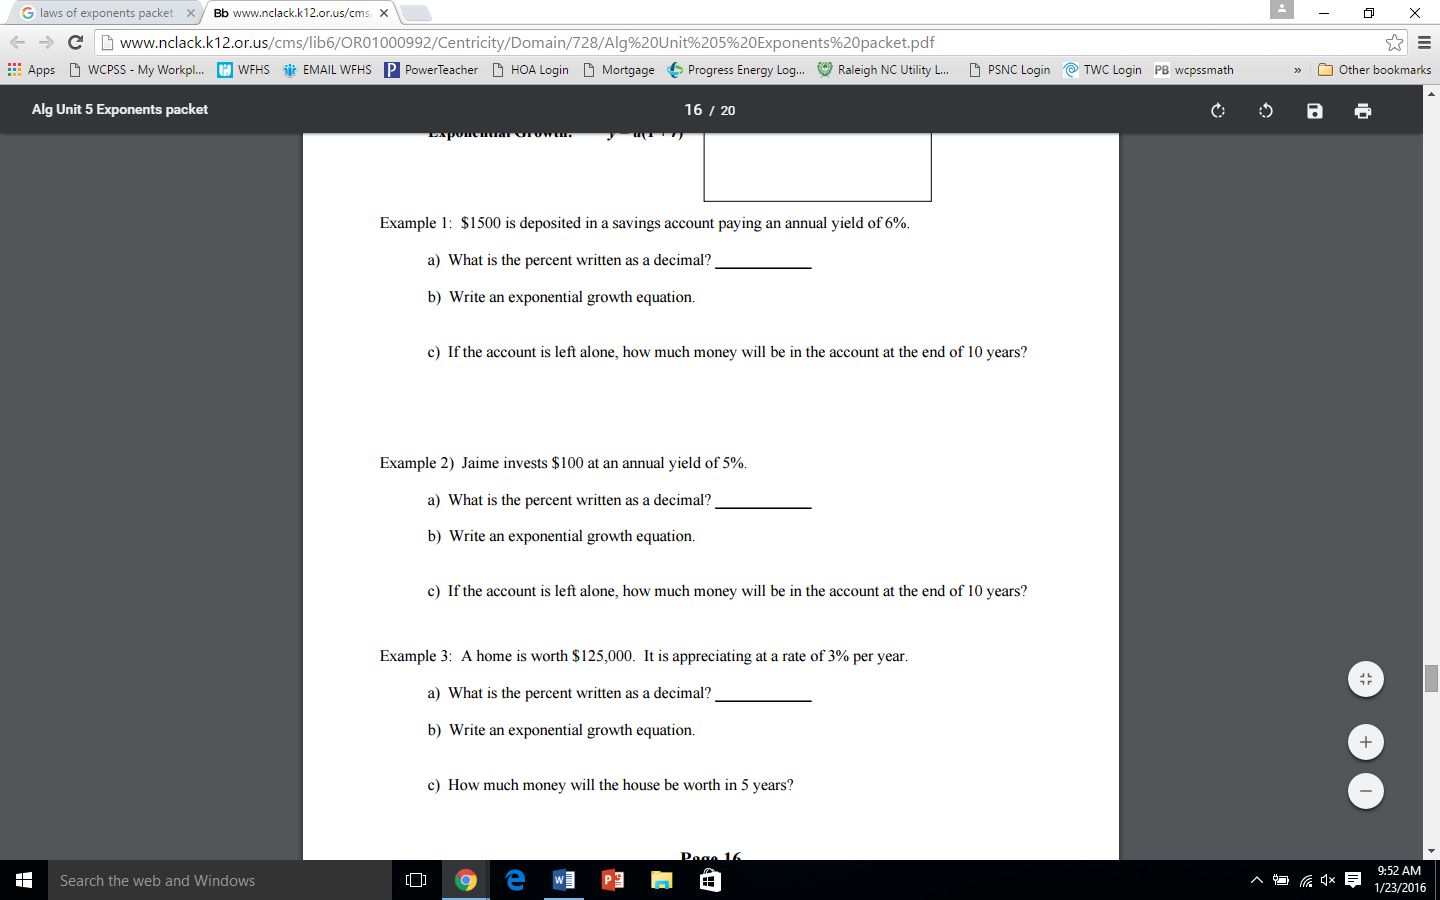 laws of exponents packet
Bb www.nclack.k12.or.us/cms
www.nclack.k12.or.us/cms/lib6/OR01000992/Centricity/Domain/728/Alg%20Unit%205%20Exponents%20packet.pdf
Apps WCPSS - My Workpl... WFHS EMAIL WFHS PowerTeacher HOA Login Mortgage Progress Energy Log... Raleigh NC Utility L... PSNC Login TWC Login PB wcpssmath » Other bookmarks
Alg Unit 5 Exponents packet 16 / 20
Exponential Growth:
Example 1: $1500 is deposited in a savings account paying an annual yield of 6%.
a) What is the percent written as a decimal? ____________
b) Write an exponential growth equation.
c) If the account is left alone, how much money will be in the account at the end of 10 years?
Example 2) Jaime invests $100 at an annual yield of 5%.
a) What is the percent written as a decimal? ____________
b) Write an exponential growth equation.
c) If the account is left alone, how much money will be in the account at the end of 10 years?
Example 3: A home is worth $125,000. It is appreciating at a rate of 3% per year.
a) What is the percent written as a decimal? ____________
b) Write an exponential growth equation.
c) How much money will the house be worth in 5 years?
Page 16
Search the web and Windows
9:52 AM
1/23/2016